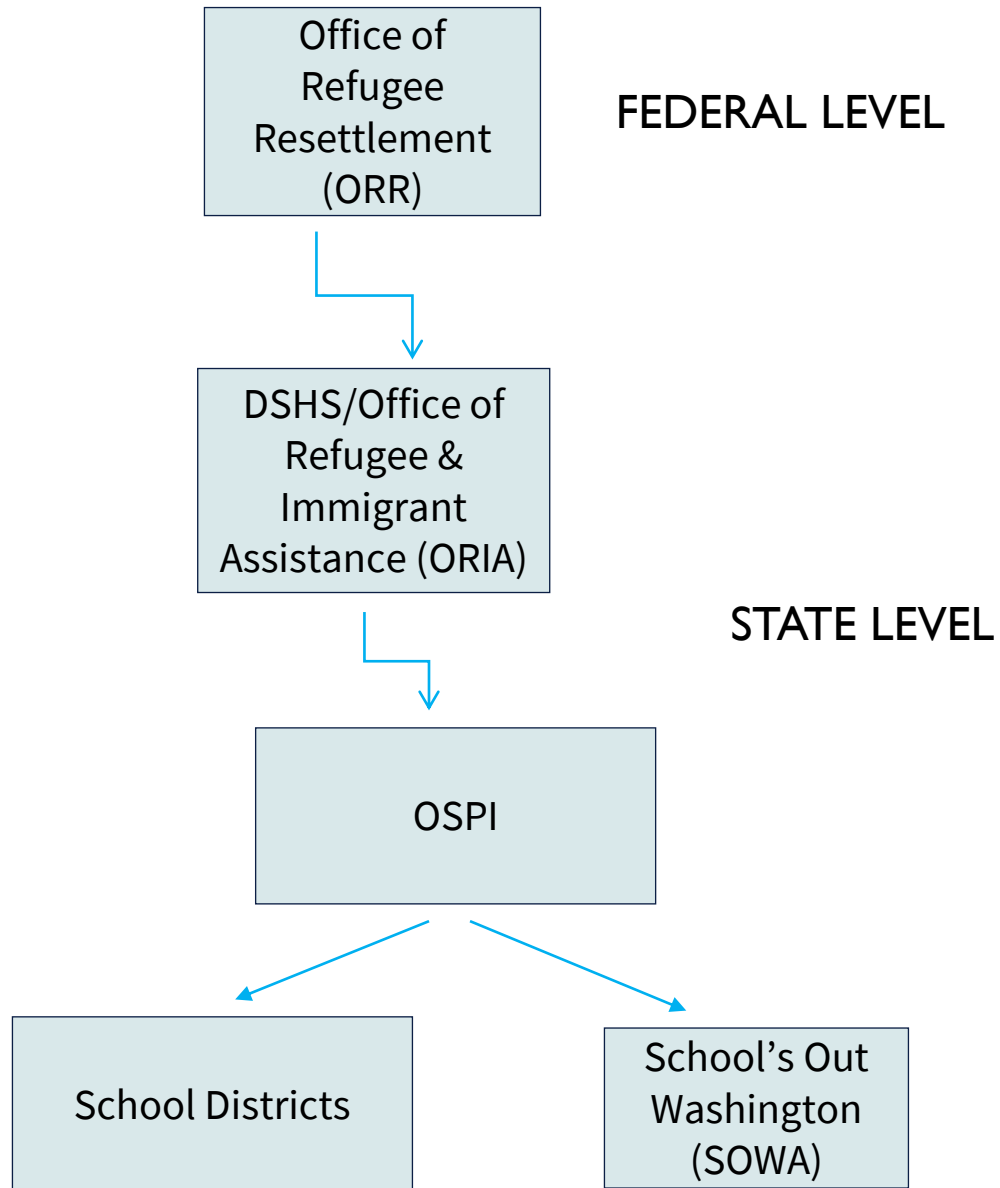 Office of
Refugee
Resettlement
(ORR)
FEDERAL LEVEL
DSHS/Office of
Refugee &
Immigrant
Assistance (ORIA)
STATE LEVEL
OSPI
School Districts
School’s Out
Washington
(SOWA)